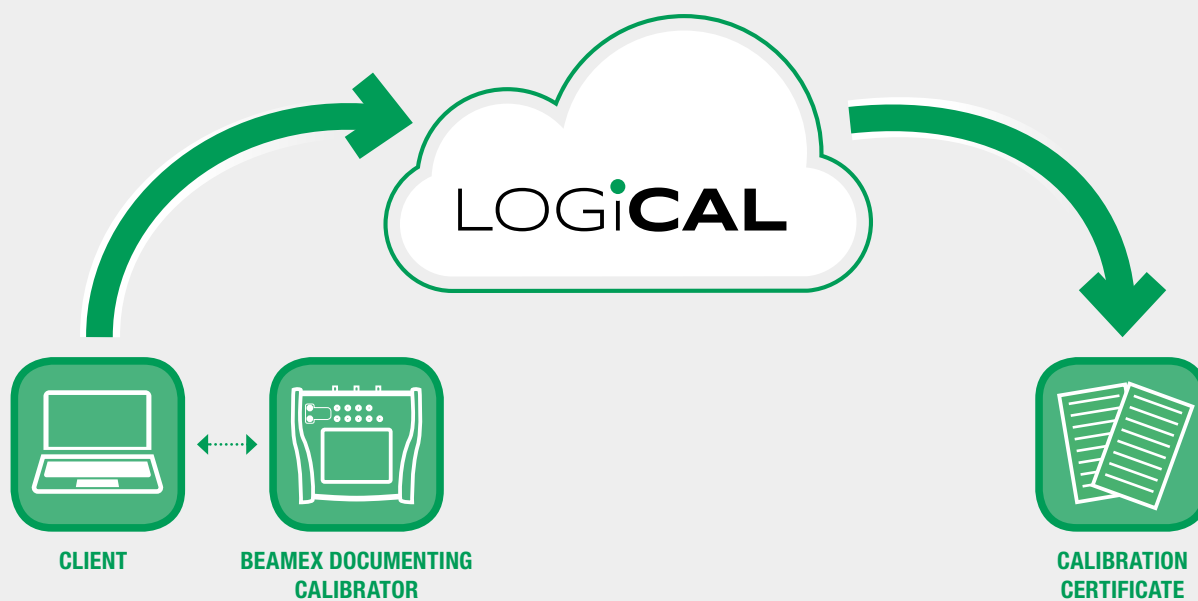 LOGiCAL
CLIENT
BEAMEX DOCUMENTING
CALIBRATOR
CALIBRATION
CERTIFICATE